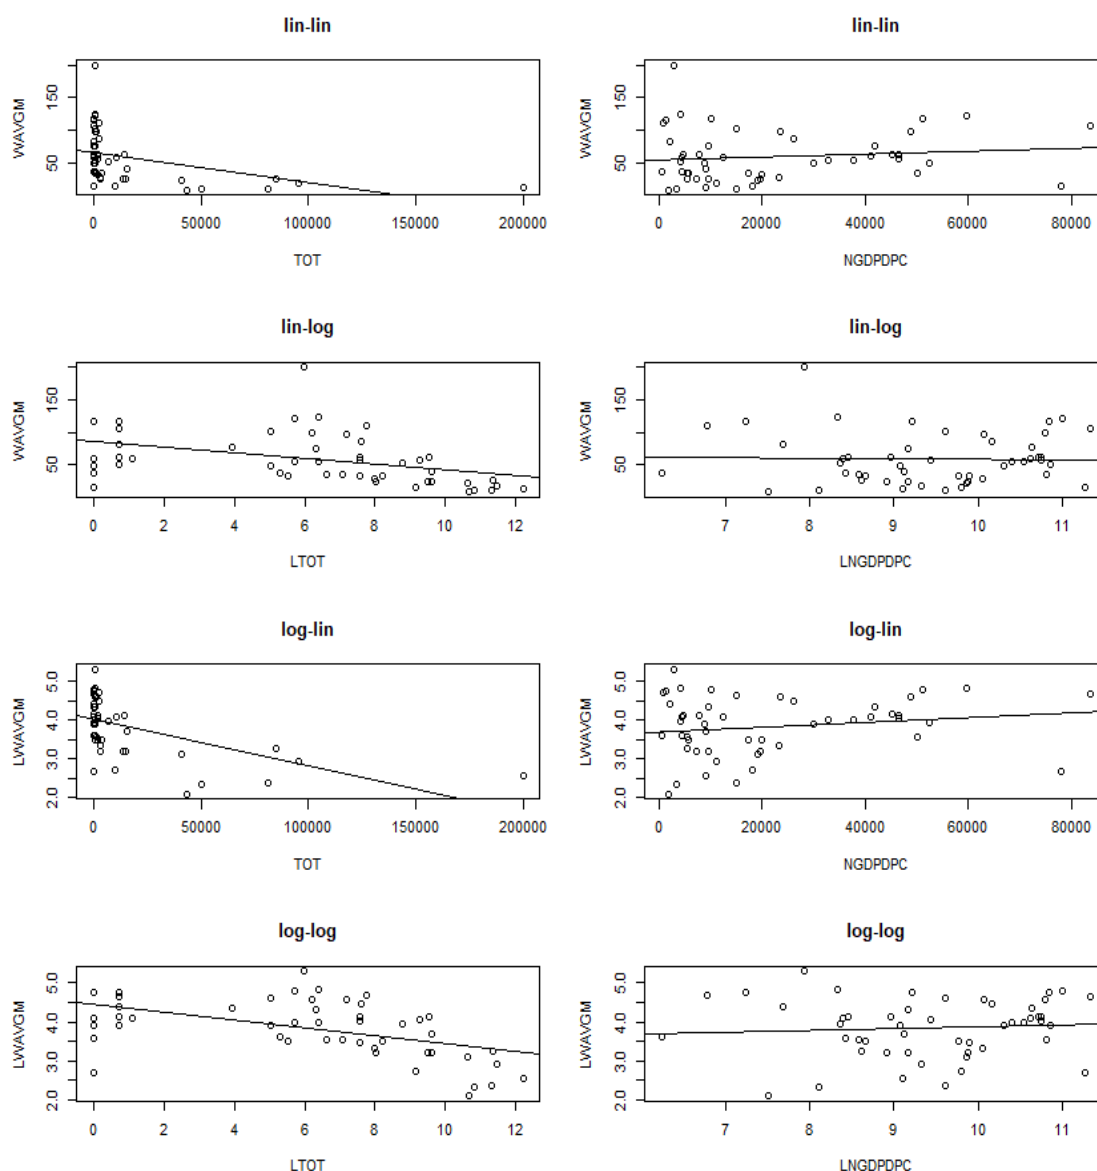 lin-lin
WAVGM
50
150
0
50000
100000
150000
200000
TOT
lin-lin
WAVGM
50
150
0
20000
40000
60000
80000
NGDPDPC
lin-log
WAVGM
50
150
0
2
4
6
8
10
12
LTOT
lin-log
WAVGM
50
150
7
8
9
10
11
LNGDPDPC
log-lin
LWAVGM
2.0
3.0
4.0
5.0
0
50000
100000
150000
200000
TOT
log-lin
LWAVGM
2.0
3.0
4.0
5.0
0
20000
40000
60000
80000
NGDPDPC
log-log
LWAVGM
2.0
3.0
4.0
5.0
0
2
4
6
8
10
12
LTOT
log-log
LWAVGM
2.0
3.0
4.0
5.0
7
8
9
10
11
LNGDPDPC